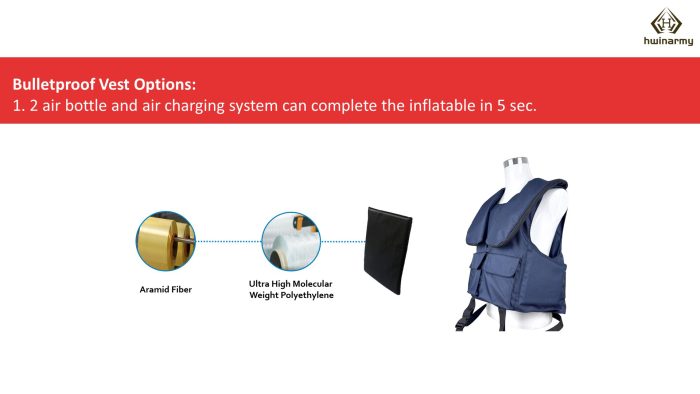 hwinarmy
Bulletproof Vest Options:
1. 2 air bottle and air charging system can complete the inflatable in 5 sec.
Aramid Fiber
Ultra High Molecular
Weight Polyethylene